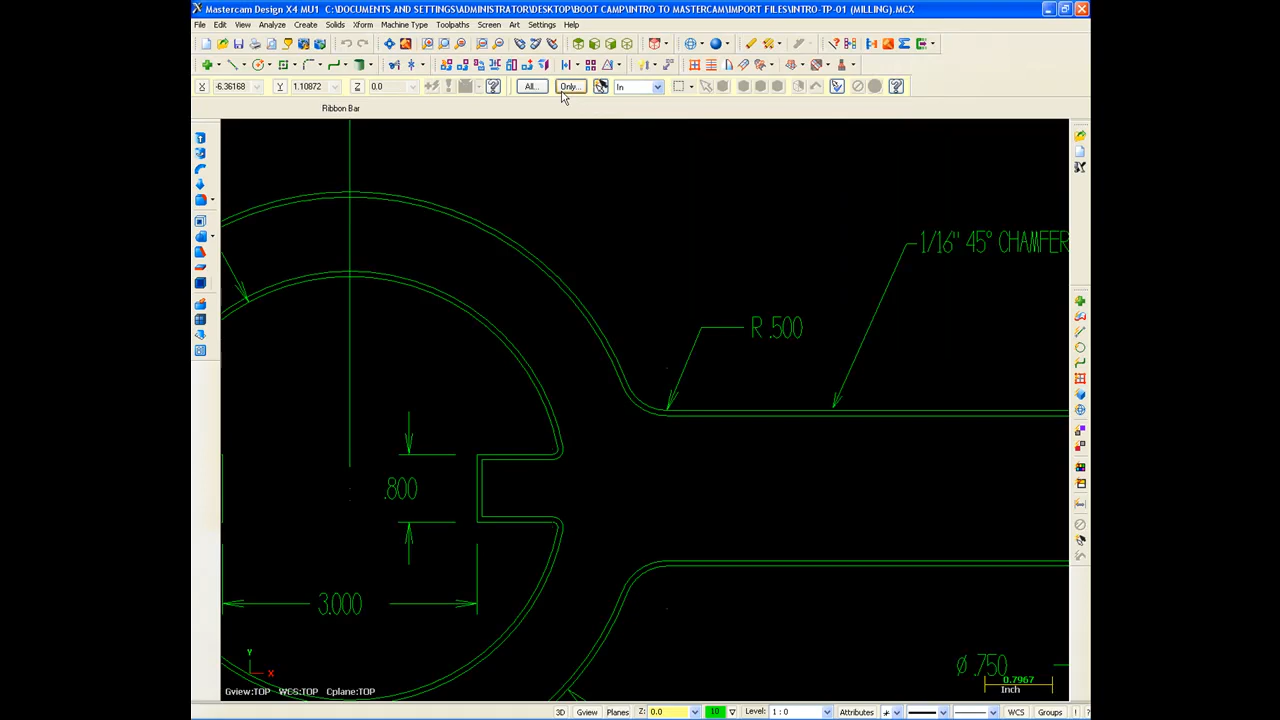 Mastercam Design X4 MU1 C:\DOCUMENTS AND SETTINGS\ADMINISTRATOR\DESKTOP\BOOT CAMP\INTRO TO MASTERCAM\IMPORT FILES\INTRO-TP-01 (MILLING).MCX
File Edit View Analyze Create Solids Xform Machine Type Toolpaths Screen Art Settings Help
X -6.36168 Y 1.10872 Z 0.0 All... Only... In
Ribbon Bar
1/16" 45° CHAMFER
R .500
.800
3.000
Ø .750
Y
X
0.7967
Inch
Gview:TOP WCS:TOP Cplane:TOP
3D Gview Planes Z: 0.0 10 Level: 1 : 0 Attributes WCS Groups ! ?